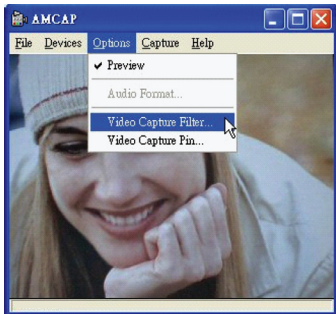 AMCAP
File Devices Options Capture Help
✔ Preview
Audio Format...
Video Capture Filter...
Video Capture Pin...